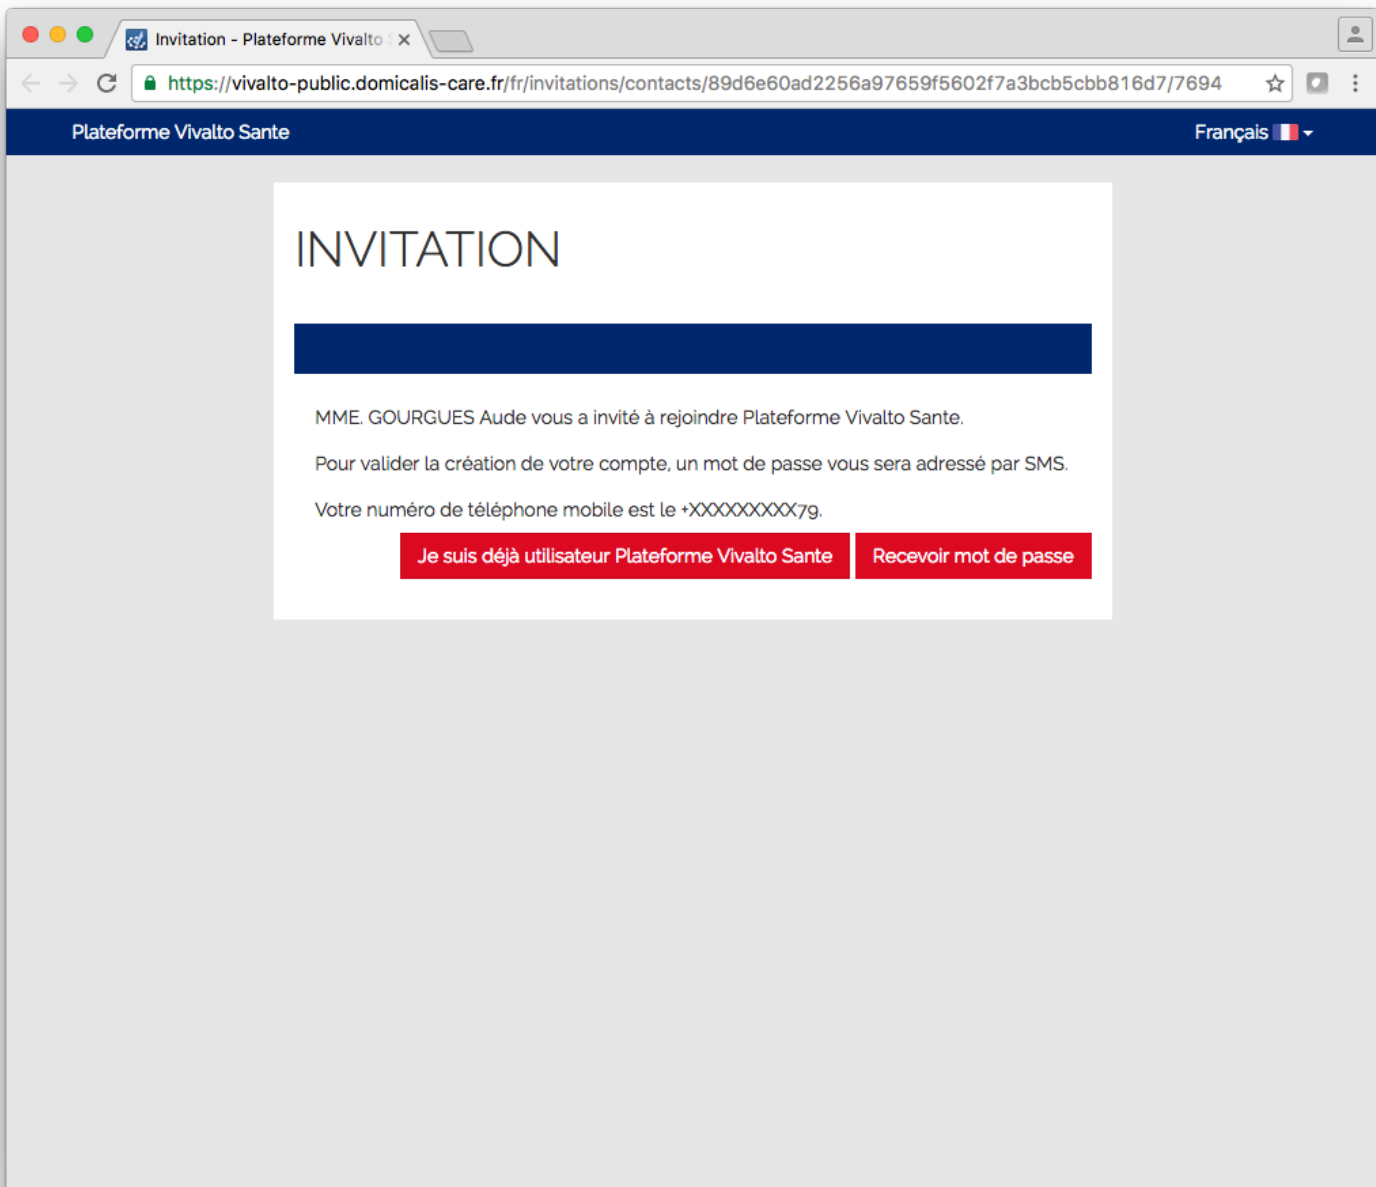 Invitation - Plateforme Vivalto
https://vivalto-public.domicalis-care.fr/fr/invitations/contacts/89d6e60ad2256a97659f5602f7a3bcb5cbb816d7/7694
Plateforme Vivalto Sante Français
INVITATION
MME. GOURGUES Aude vous a invité à rejoindre Plateforme Vivalto Sante.
Pour valider la création de votre compte, un mot de passe vous sera adressé par SMS.
Votre numéro de téléphone mobile est le +XXXXXXXXX79.
Je suis déjà utilisateur Plateforme Vivalto Sante Recevoir mot de passe